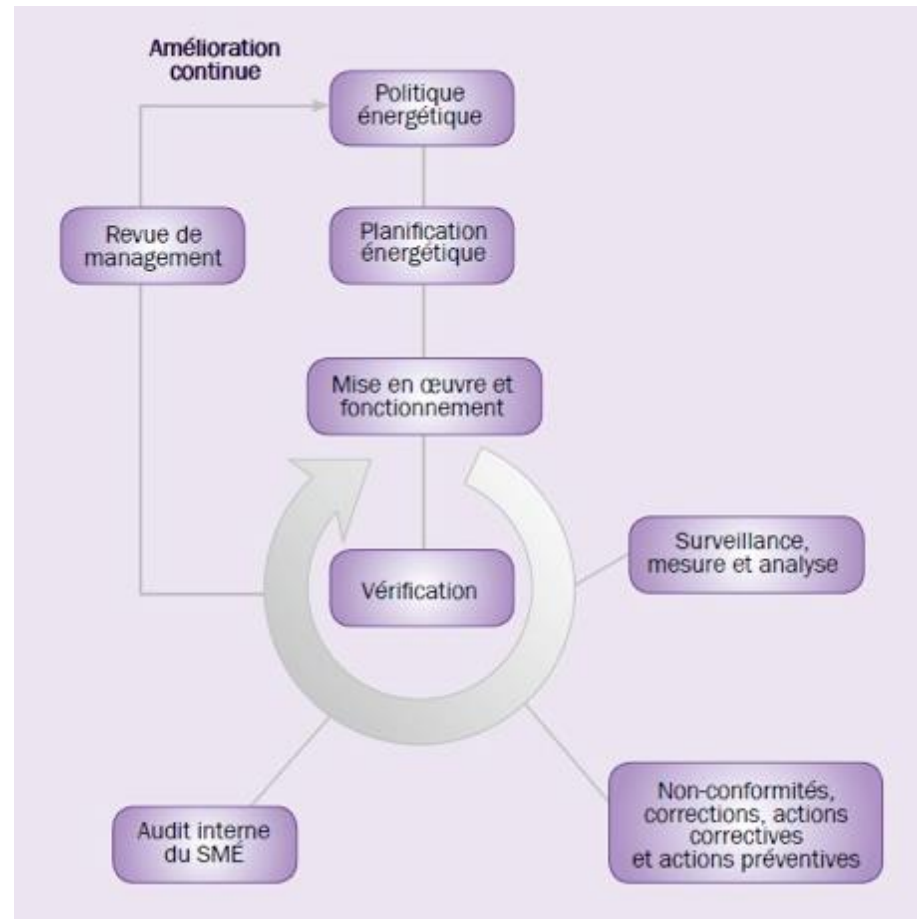 Amélioration
continue
Politique
énergétique
Revue de
management
Planification
énergétique
Mise en œuvre et
fonctionnement
Vérification
Surveillance,
mesure et analyse
Audit interne
du SMÉ
Non-conformités,
corrections, actions
correctives
et actions préventives